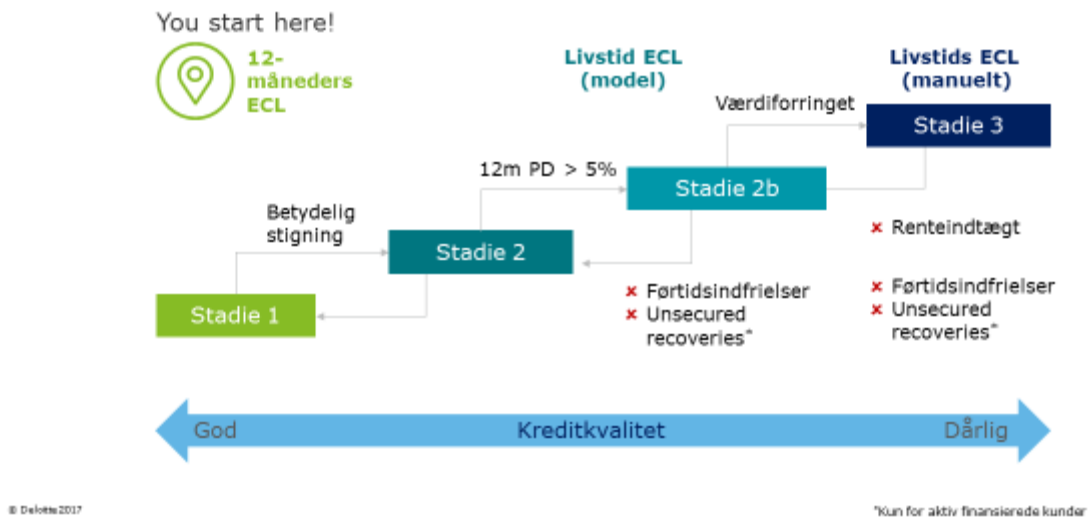 You start here!
12-
måneders
ECL
Livstid ECL
(model)
Livstids ECL
(manuelt)
Værdiforringet
Stadie 3
12m PD > 5%
Stadie 2b
Betydelig
stigning
Stadie 2
Renteindtægt
Stadie 1
Førtidsindfrielser
Unsecured
recoveries*
Førtidsindfrielser
Unsecured
recoveries*
God
Kreditkvalitet
Dårlig
© Deloitte 2017
*Kun for aktiv finansierede kunder